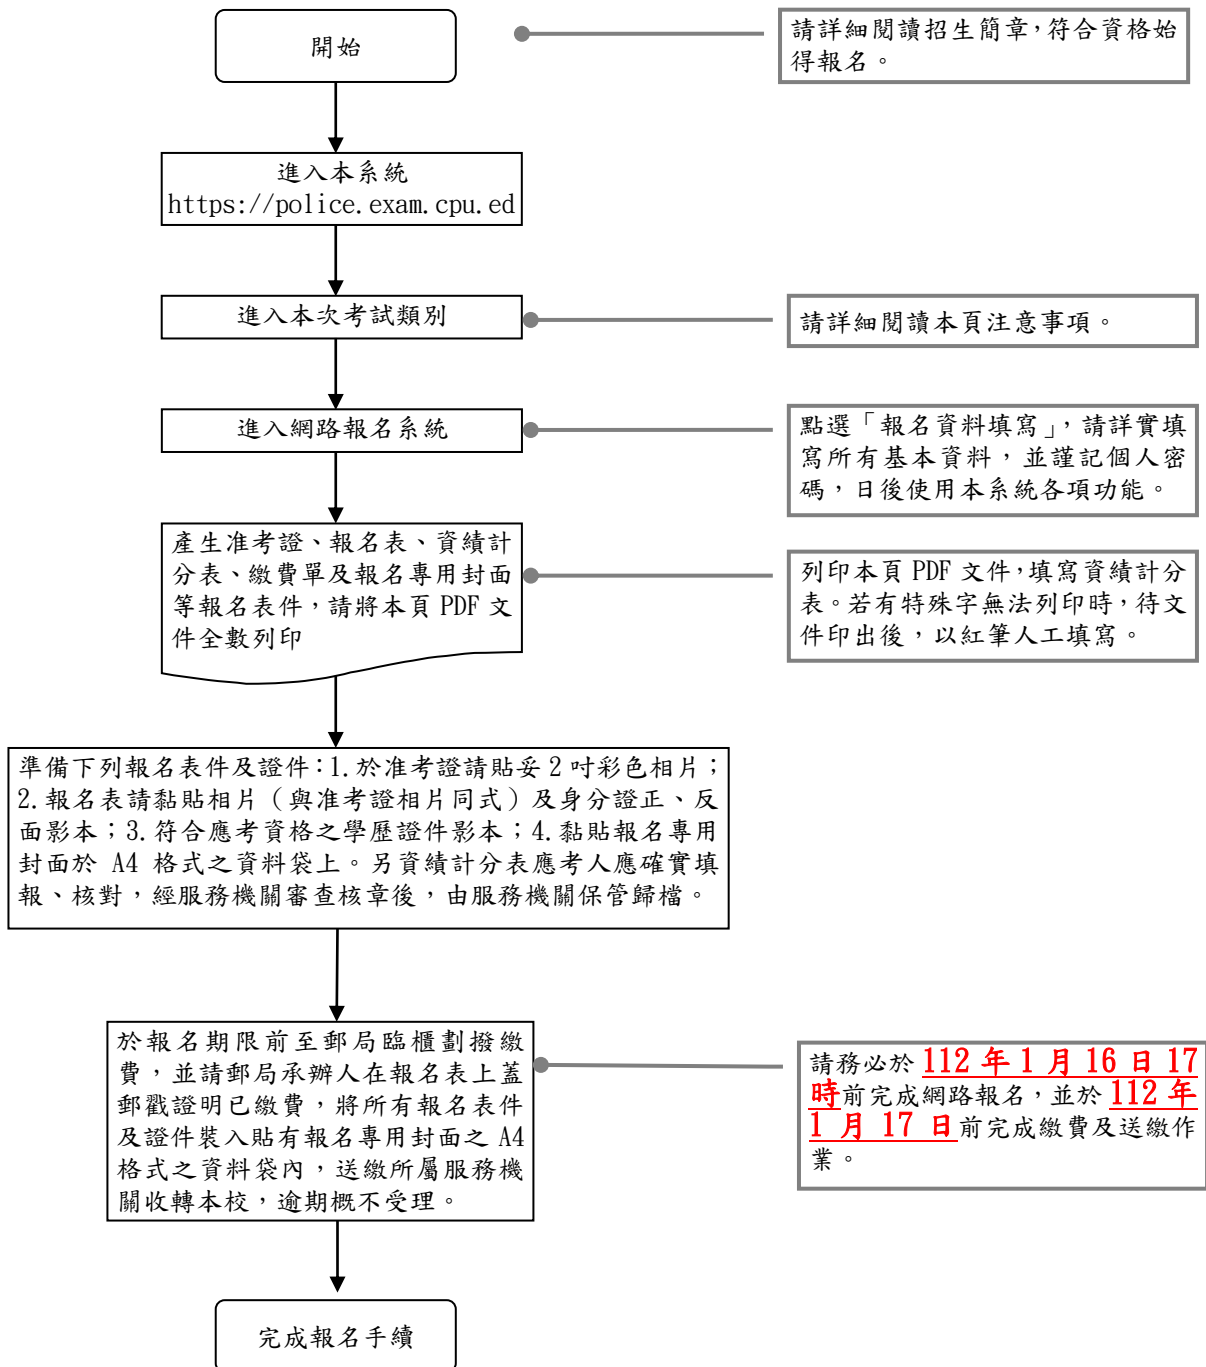 開始
請詳細閱讀招生簡章,符合資格始
得報名。
進入本系統
https://police.exam.cpu.ed
進入本次考試類別
請詳細閱讀本頁注意事項。
進入網路報名系統
點選「報名資料填寫」,請詳實填
寫所有基本資料,並謹記個人密
碼,日後使用本系統各項功能。
產生准考證、報名表、資績計
分表、繳費單及報名專用封面
等報名表件,請將本頁 PDF 文
件全數列印
列印本頁 PDF 文件,填寫資績計分
表。若有特殊字無法列印時,待文
件印出後,以紅筆人工填寫。
準備下列報名表件及證件:1.於准考證請貼妥 2 吋彩色相片;
2.報名表請黏貼相片(與准考證相片同式)及身分證正、反
面影本;3.符合應考資格之學歷證件影本;4.黏貼報名專用
封面於 A4 格式之資料袋上。另資績計分表應考人應確實填
報、核對,經服務機關審查核章後,由服務機關保管歸檔。
於報名期限前至郵局臨櫃劃撥繳
費,並請郵局承辦人在報名表上蓋
郵戳證明已繳費,將所有報名表件
及證件裝入貼有報名專用封面之 A4
格式之資料袋內,送繳所屬服務機
關收轉本校,逾期概不受理。
請務必於 112 年 1 月 16 日 17
時前完成網路報名,並於 112 年
1 月 17 日前完成繳費及送繳作
業。
完成報名手續